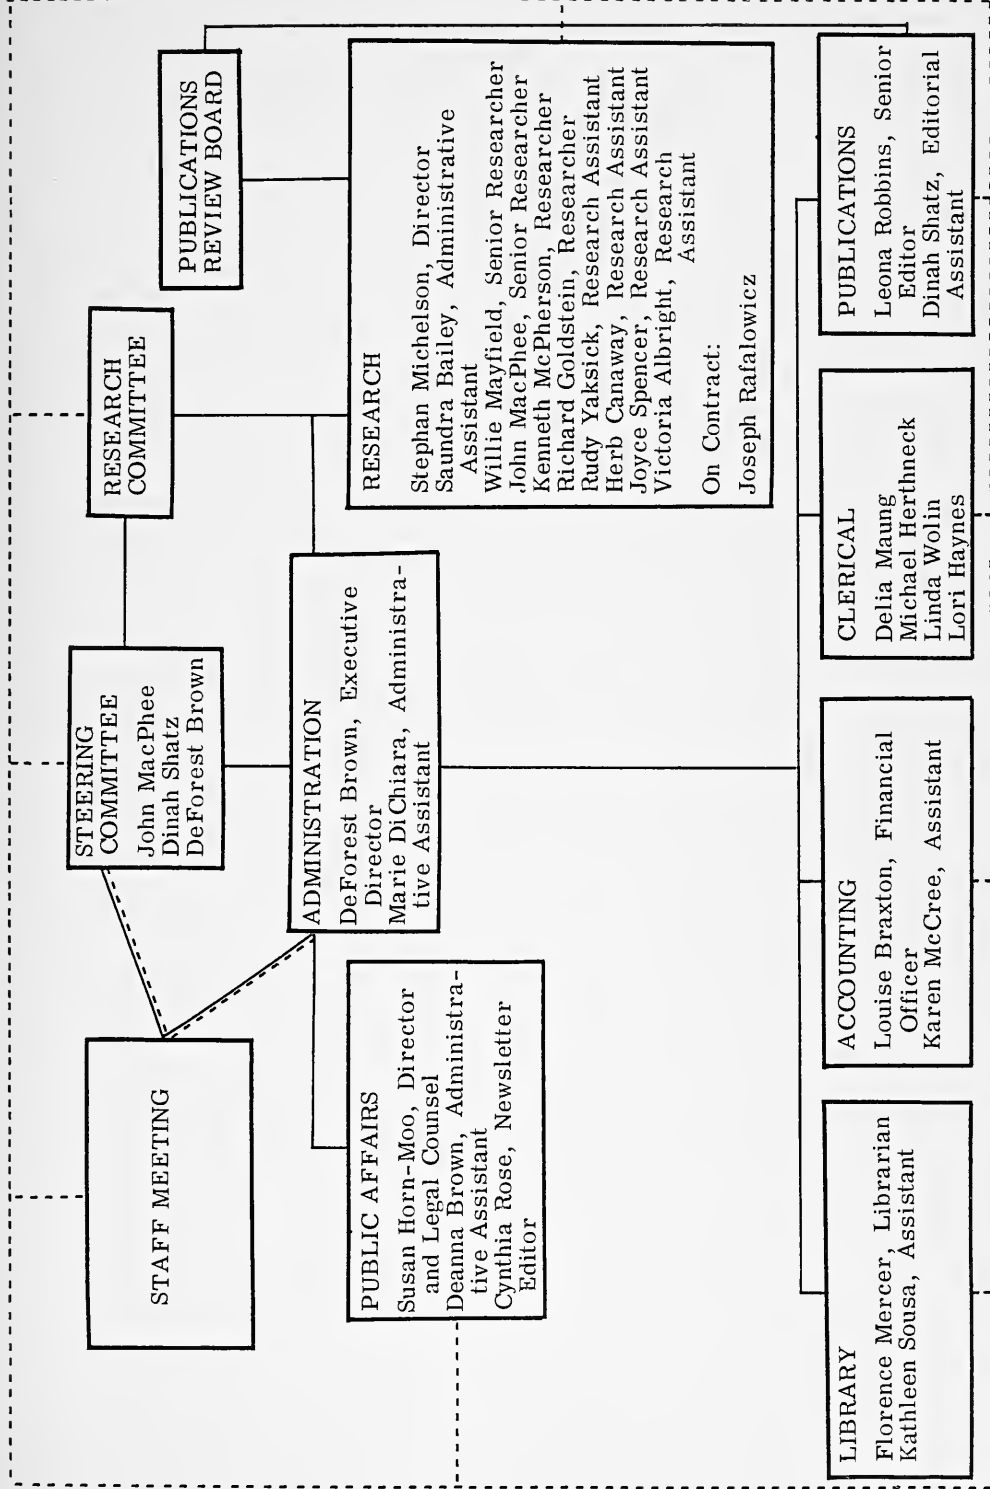 STAFF MEETING
STEERING
COMMITTEE
John MacPhee
Dinah Shatz
DeForest Brown
RESEARCH
COMMITTEE
PUBLICATIONS
REVIEW BOARD
PUBLIC AFFAIRS
Susan Horn-Moo, Director
and Legal Counsel
Deanna Brown, Administra-
tive Assistant
Cynthia Rose, Newsletter
Editor
ADMINISTRATION
DeForest Brown, Executive
Director
Marie DiChiara, Administra-
tive Assistant
RESEARCH
Stephan Michelson, Director
Saundra Bailey, Administrative
Assistant
Willie Mayfield, Senior Researcher
John MacPhee, Senior Researcher
Kenneth McPherson, Researcher
Richard Goldstein, Researcher
Rudy Yaksick, Research Assistant
Herb Canaway, Research Assistant
Joyce Spencer, Research Assistant
Victoria Albright, Research
Assistant
On Contract:
Joseph Rafalowicz
LIBRARY
Florence Mercer, Librarian
Kathleen Sousa, Assistant
ACCOUNTING
Louise Braxton, Financial
Officer
Karen McCree, Assistant
CLERICAL
Delia Maung
Michael Herthneck
Linda Wolin
Lori Haynes
PUBLICATIONS
Leona Robbins, Senior
Editor
Dinah Shatz, Editorial
Assistant